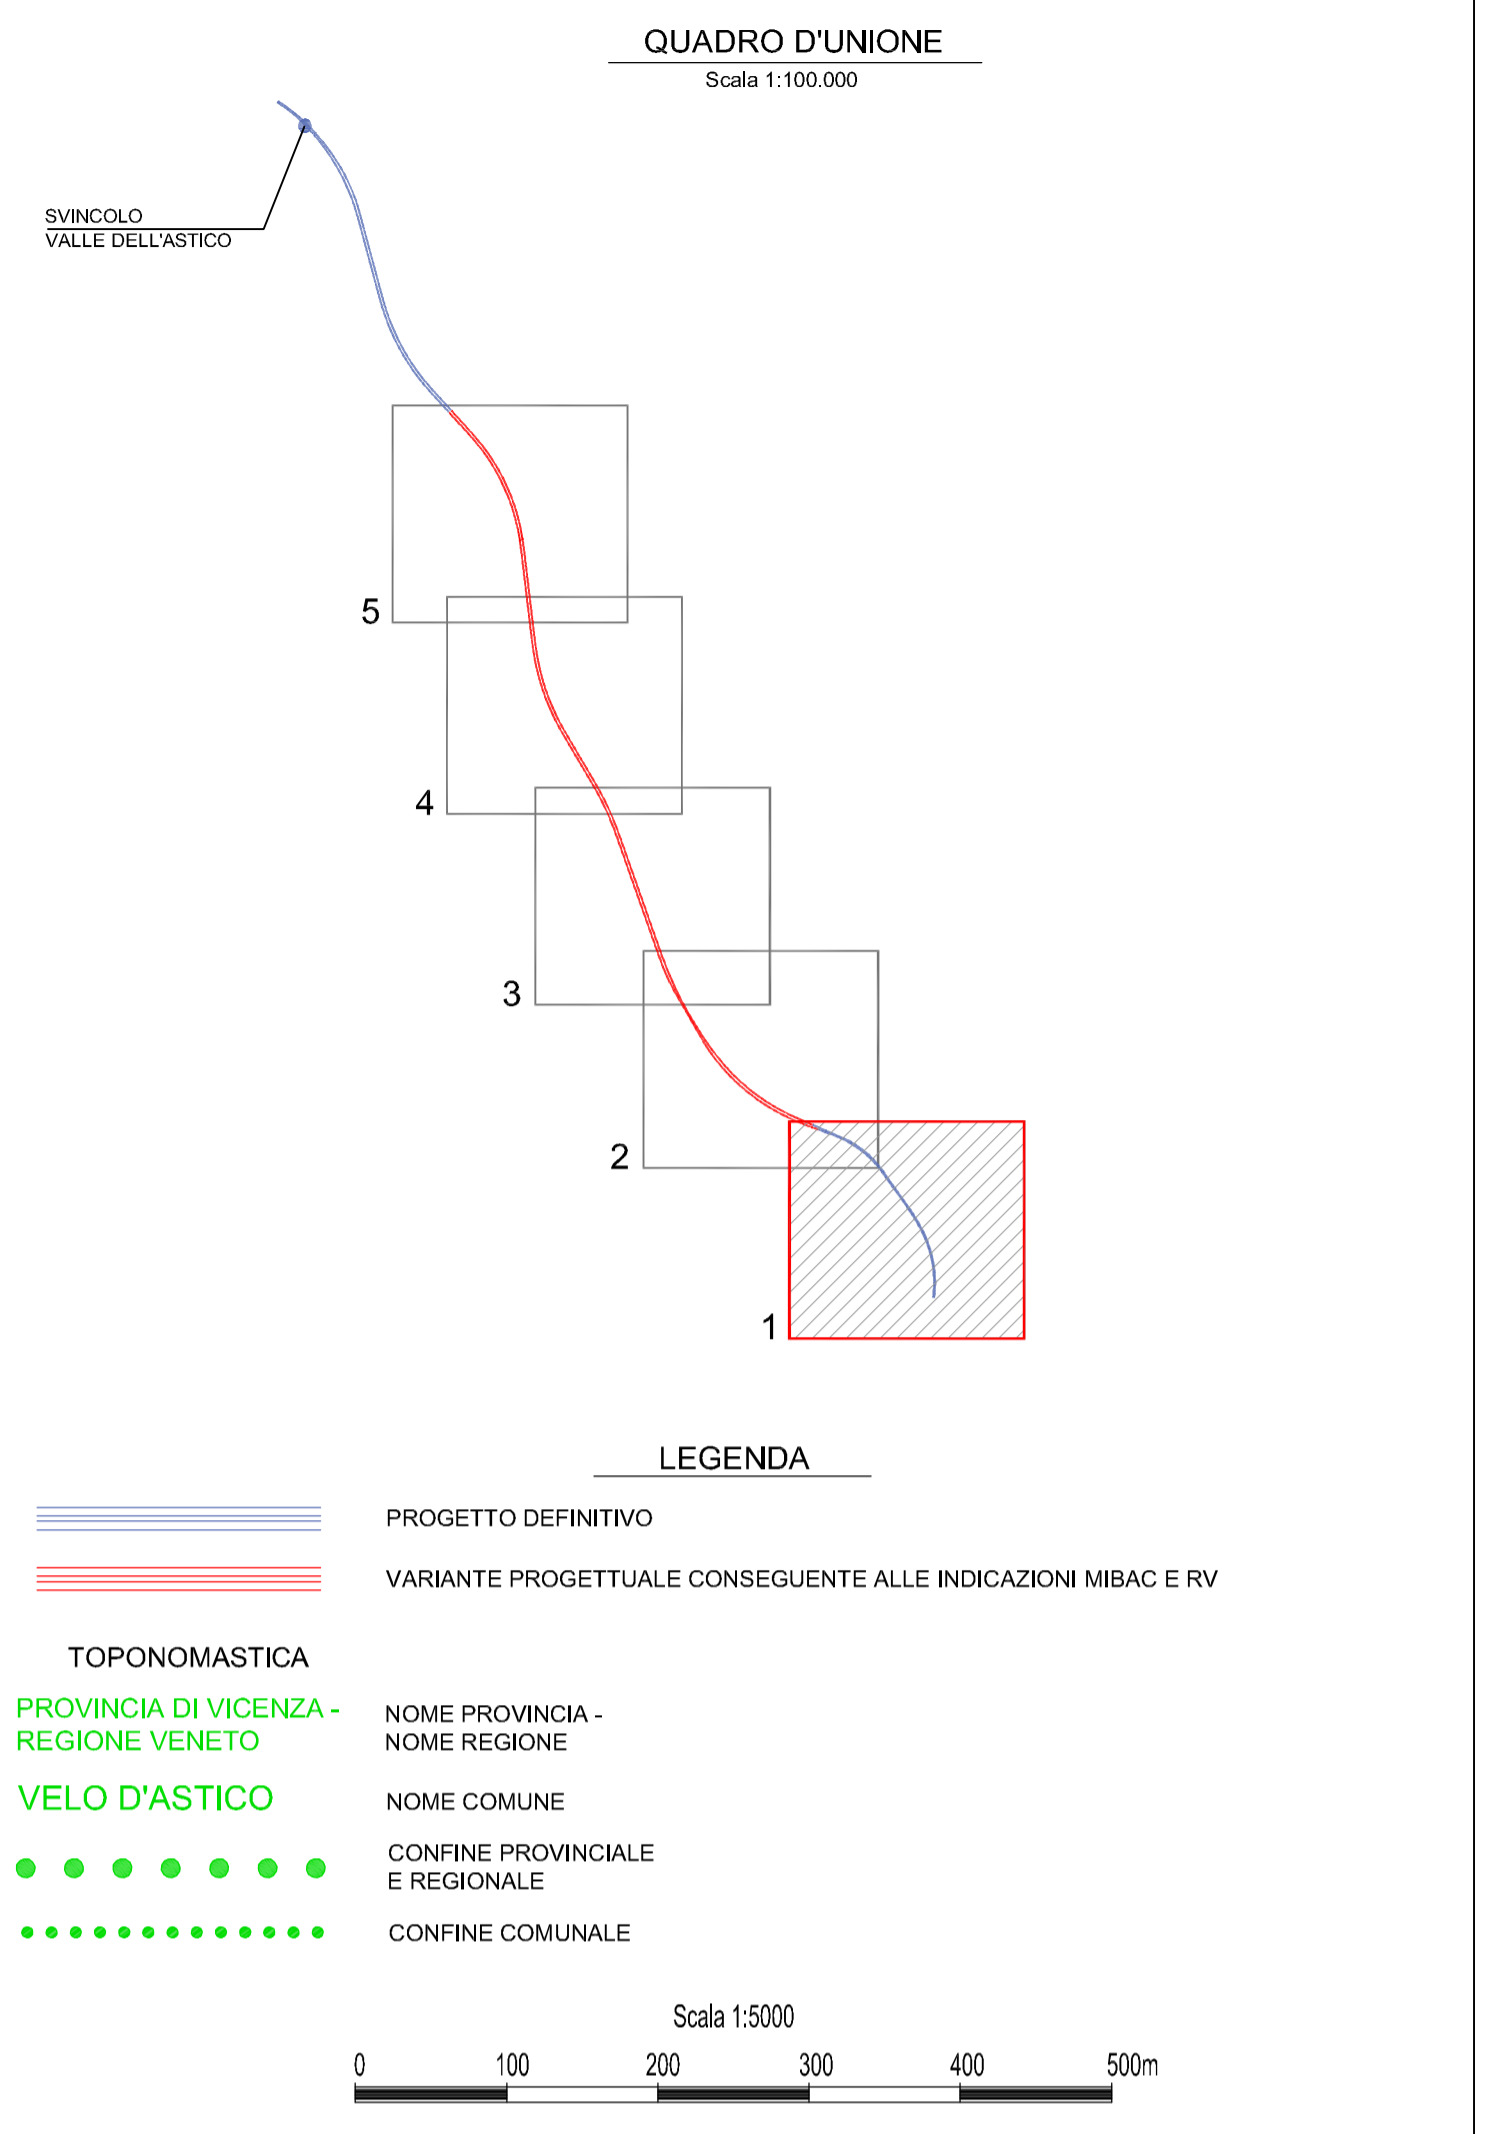 QUADRO D'UNIONE
Scala 1:100.000
SVINCOLO
VALLE DELL'ASTICO
5
4
3
2
1
LEGENDA
PROGETTO DEFINITIVO
VARIANTE PROGETTUALE CONSEGUENTE ALLE INDICAZIONI MIBAC E RV
TOPONOMASTICA
PROVINCIA DI VICENZA -
REGIONE VENETO
NOME PROVINCIA -
NOME REGIONE
VELO D'ASTICO
NOME COMUNE
CONFINE PROVINCIALE
E REGIONALE
CONFINE COMUNALE
Scala 1:5000
0 100 200 300 400 500m